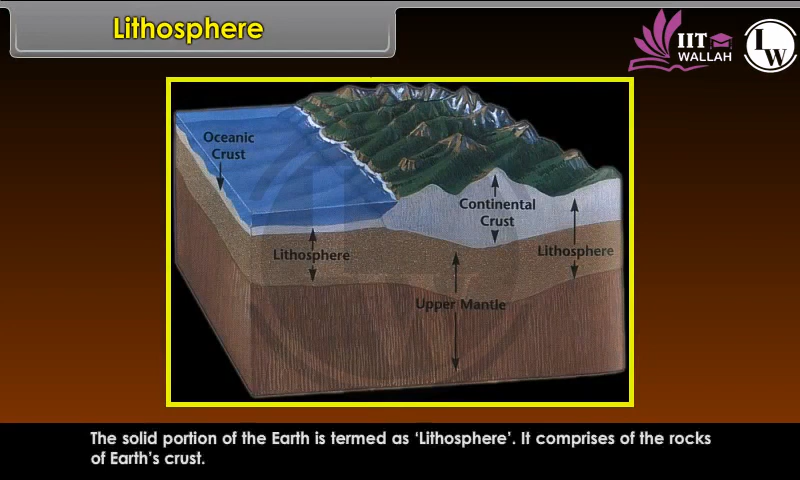 Lithosphere
IIT
WALLAH
LW
Oceanic
Crust
Continental
Crust
Lithosphere
Lithosphere
Upper Mantle
The solid portion of the Earth is termed as ‘Lithosphere’. It comprises of the rocks
of Earth’s crust.